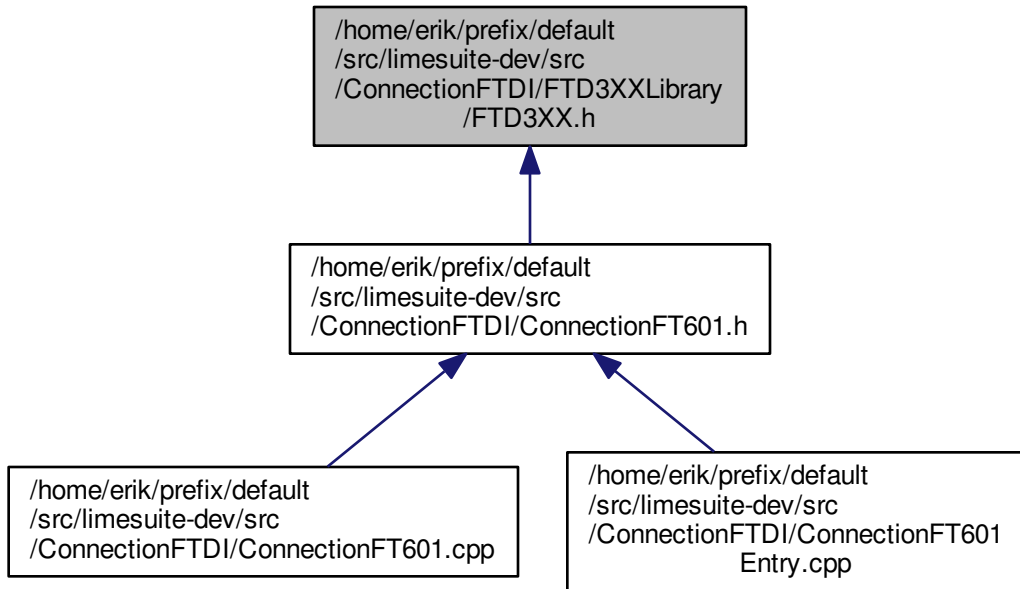 /home/erik/prefix/default
/src/limesuite-dev/src
/ConnectionFTDI/FTD3XXLibrary
/FTD3XX.h
/home/erik/prefix/default
/src/limesuite-dev/src
/ConnectionFTDI/ConnectionFT601.h
/home/erik/prefix/default
/src/limesuite-dev/src
/ConnectionFTDI/ConnectionFT601.cpp
/home/erik/prefix/default
/src/limesuite-dev/src
/ConnectionFTDI/ConnectionFT601
Entry.cpp